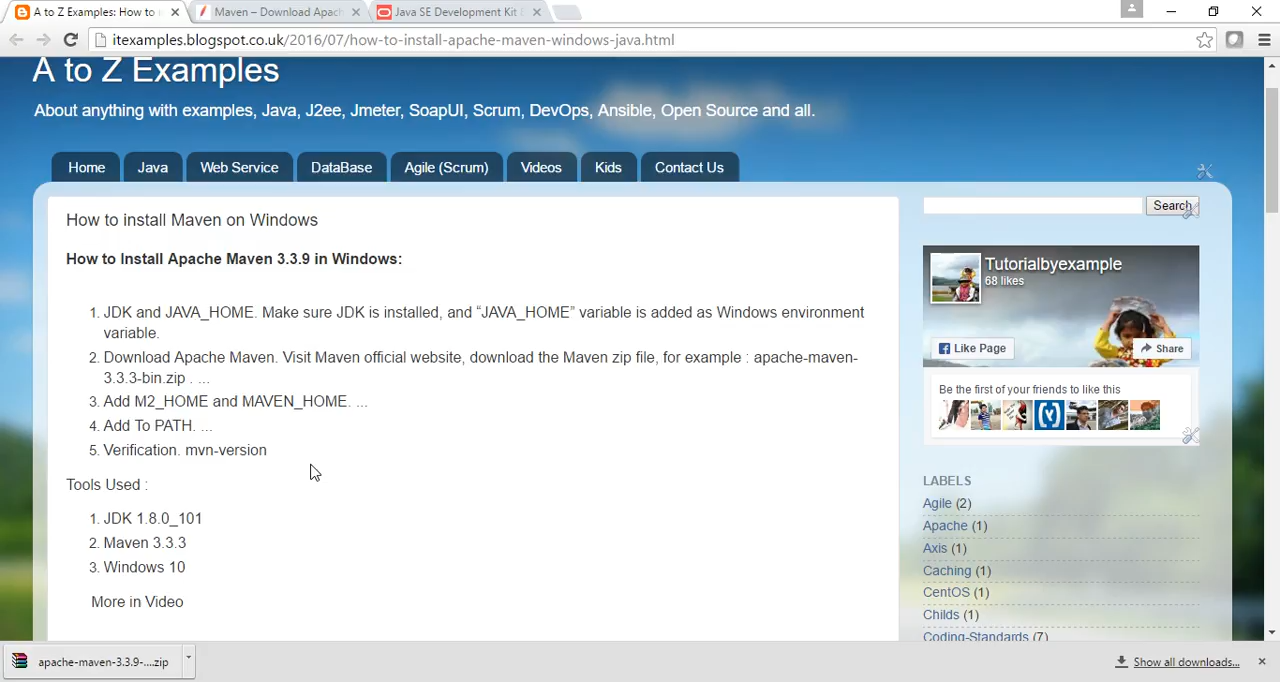 A to Z Examples: How to
Maven – Download Apach
Java SE Development Kit 8
itexamples.blogspot.co.uk/2016/07/how-to-install-apache-maven-windows-java.html
A to Z Examples
About anything with examples, Java, J2ee, Jmeter, SoapUI, Scrum, DevOps, Ansible, Open Source and all.
Home Java Web Service DataBase Agile (Scrum) Videos Kids Contact Us
How to install Maven on Windows
How to Install Apache Maven 3.3.9 in Windows:
1. JDK and JAVA_HOME. Make sure JDK is installed, and “JAVA_HOME” variable is added as Windows environment
variable.
2. Download Apache Maven. Visit Maven official website, download the Maven zip file, for example : apache-maven-
3.3.3-bin.zip . ...
3. Add M2_HOME and MAVEN_HOME. ...
4. Add To PATH. ...
5. Verification. mvn-version
Tools Used :
1. JDK 1.8.0_101
2. Maven 3.3.3
3. Windows 10
More in Video
Search
Tutorialbyexample
68 likes
Like Page
Share
Be the first of your friends to like this
LABELS
Agile (2)
Apache (1)
Axis (1)
Caching (1)
CentOS (1)
Childs (1)
Coding-Standards (7)
apache-maven-3.3.9-....zip
Show all downloads...